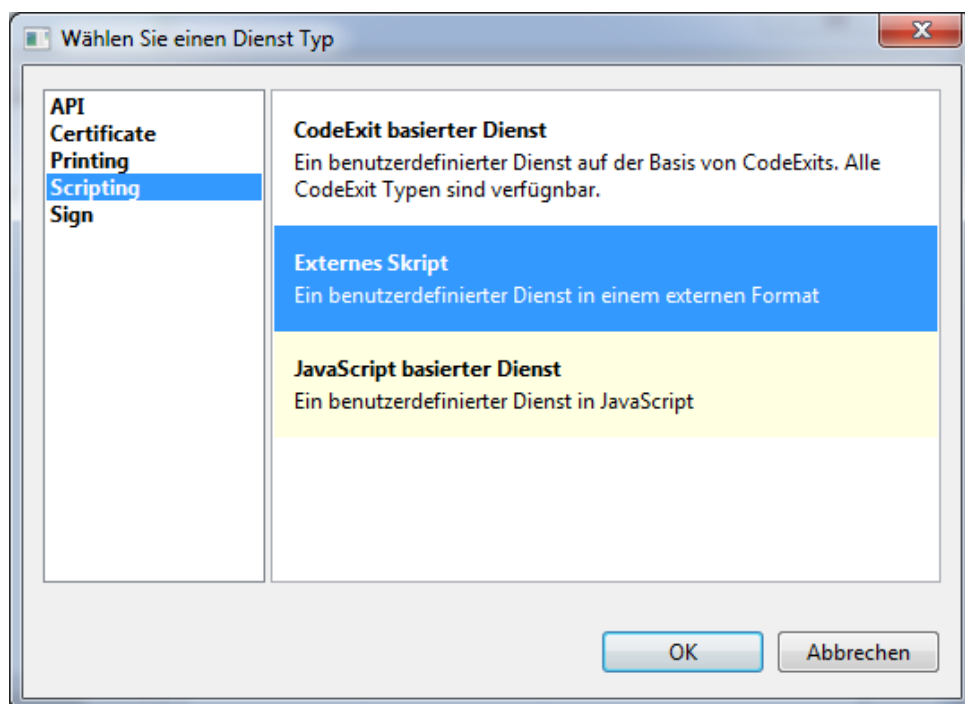 Wählen Sie einen Dienst Typ
API
Certificate
Printing
Scripting
Sign
CodeExit basierter Dienst
Ein benutzerdefinierter Dienst auf der Basis von CodeExits. Alle
CodeExit Typen sind verfügnbar.
Externes Skript
Ein benutzerdefinierter Dienst in einem externen Format
JavaScript basierter Dienst
Ein benutzerdefinierter Dienst in JavaScript
OK
Abbrechen